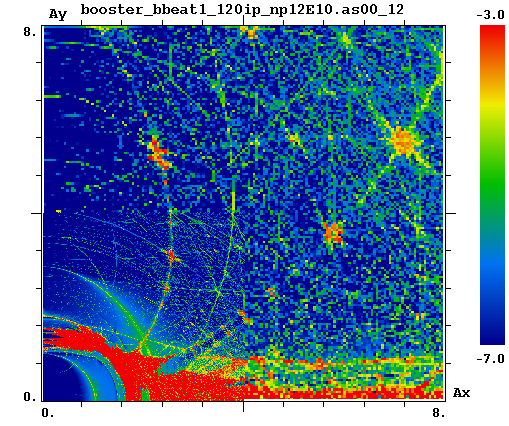 Ay booster_bbeat1_120ip_np12E10.as00_12
8.
-3.0
-7.0
0.
Ax
0. 8.